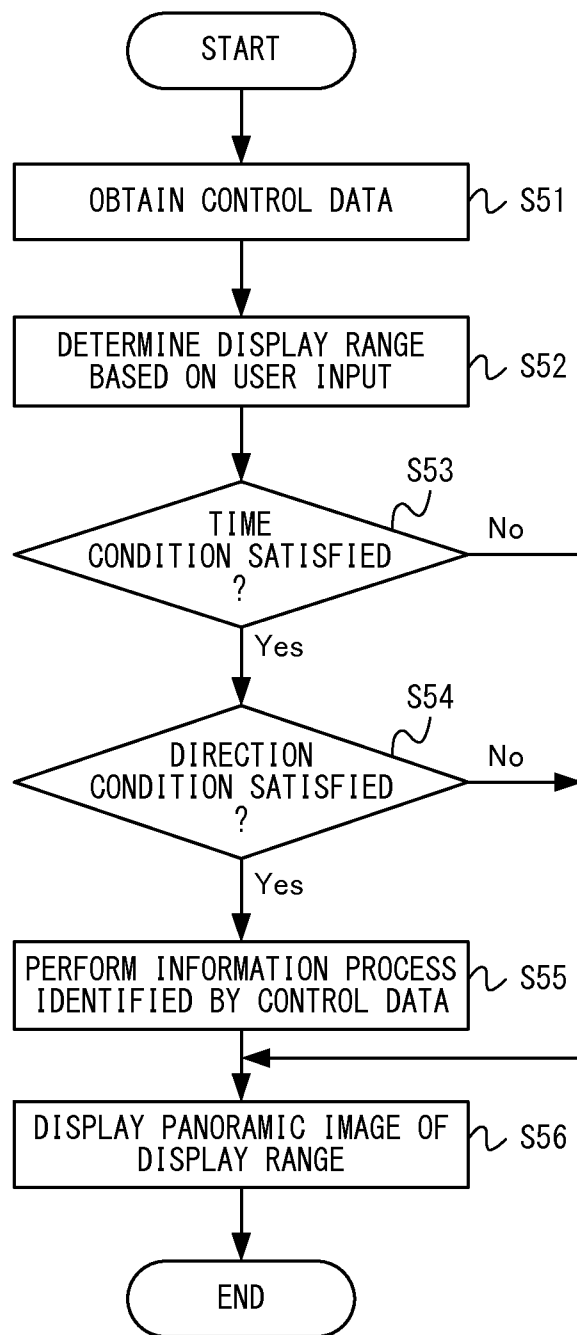 START
OBTAIN CONTROL DATA
S51
DETERMINE DISPLAY RANGE
BASED ON USER INPUT
S52
S53
TIME
CONDITION SATISFIED
?
No
Yes
S54
DIRECTION
CONDITION SATISFIED
?
No
Yes
PERFORM INFORMATION PROCESS
IDENTIFIED BY CONTROL DATA
S55
DISPLAY PANORAMIC IMAGE OF
DISPLAY RANGE
S56
END